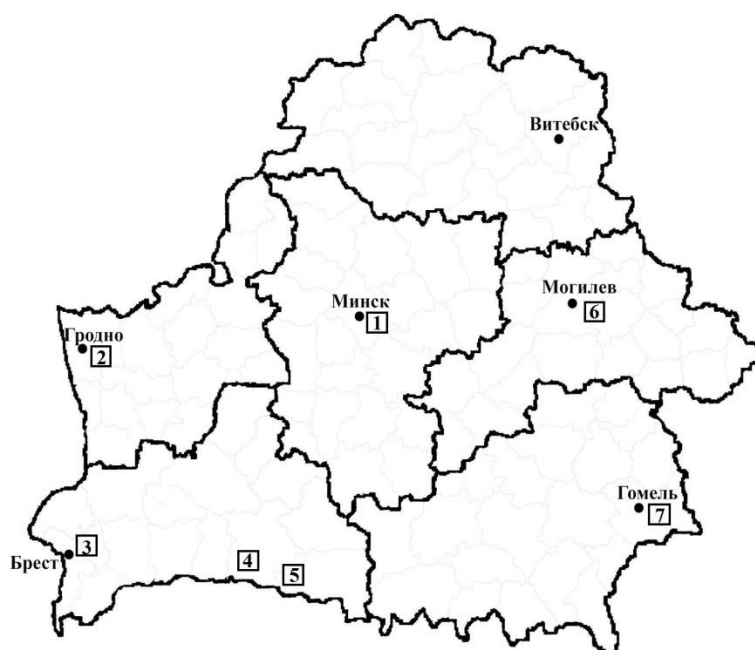 Витебск
Минск
1
Могилев
6
Гродно
2
Гомель
7
Брест
3
4
5